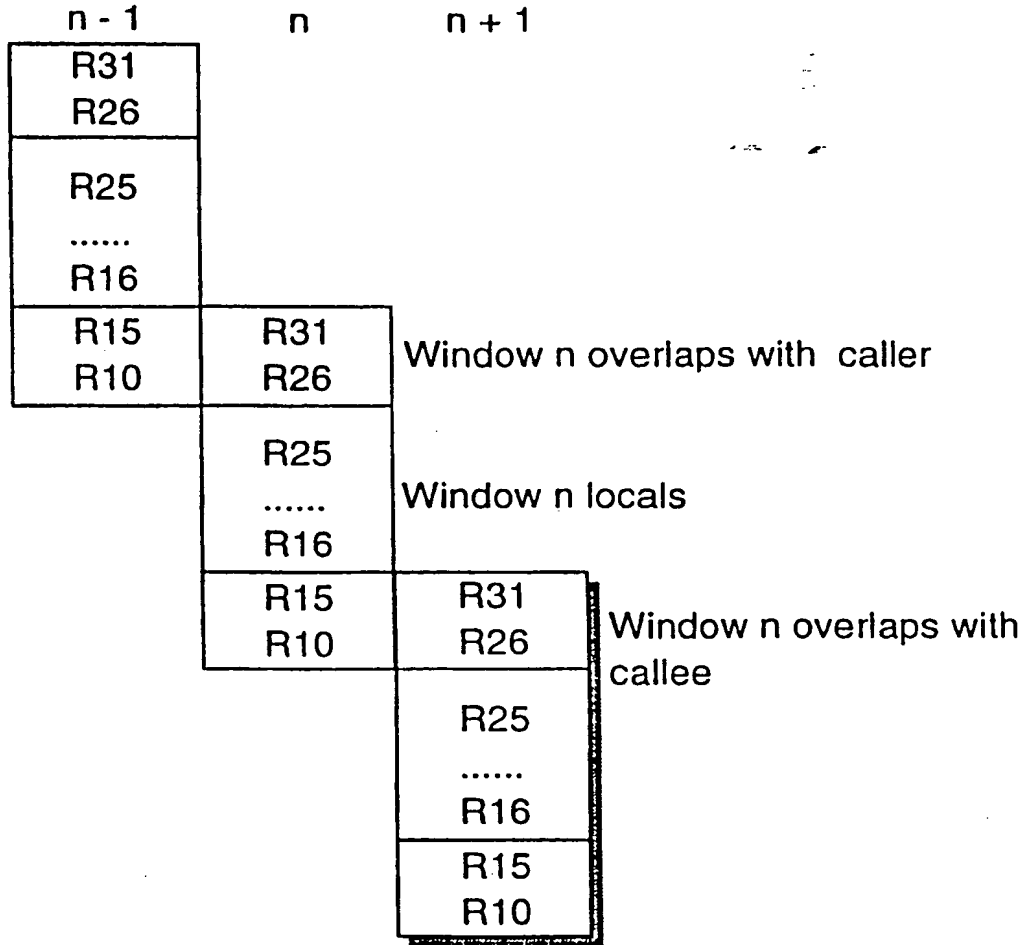 n - 1 n n + 1
R31
R26
R25
......
R16
R15 R31
R10 R26
Window n overlaps with caller
R25
......
R16
Window n locals
R15 R31
R10 R26
Window n overlaps with
callee
R25
......
R16
R15
R10